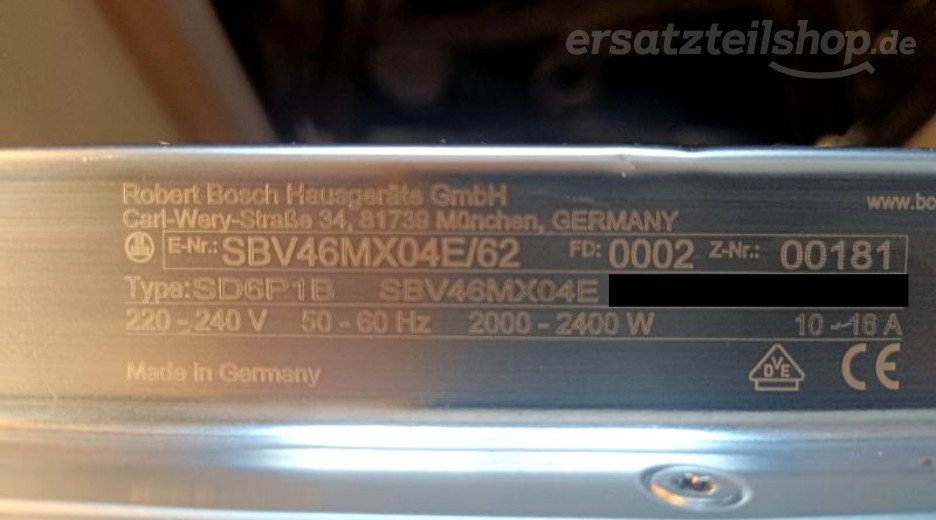 ersatzteilshop.de
Robert Bosch Hausgeräte GmbH
www.bo
Carl-Wery-Straße 34, 81739 München, GERMANY
E-Nr.: SBV46MX04E/62 FD: 0002 Z-Nr.: 00181
Type: SD6P1B SBV46MX04E
220 - 240 V 50 - 60 Hz 2000 - 2400 W 10 - 16 A
Made in Germany
DVE CE